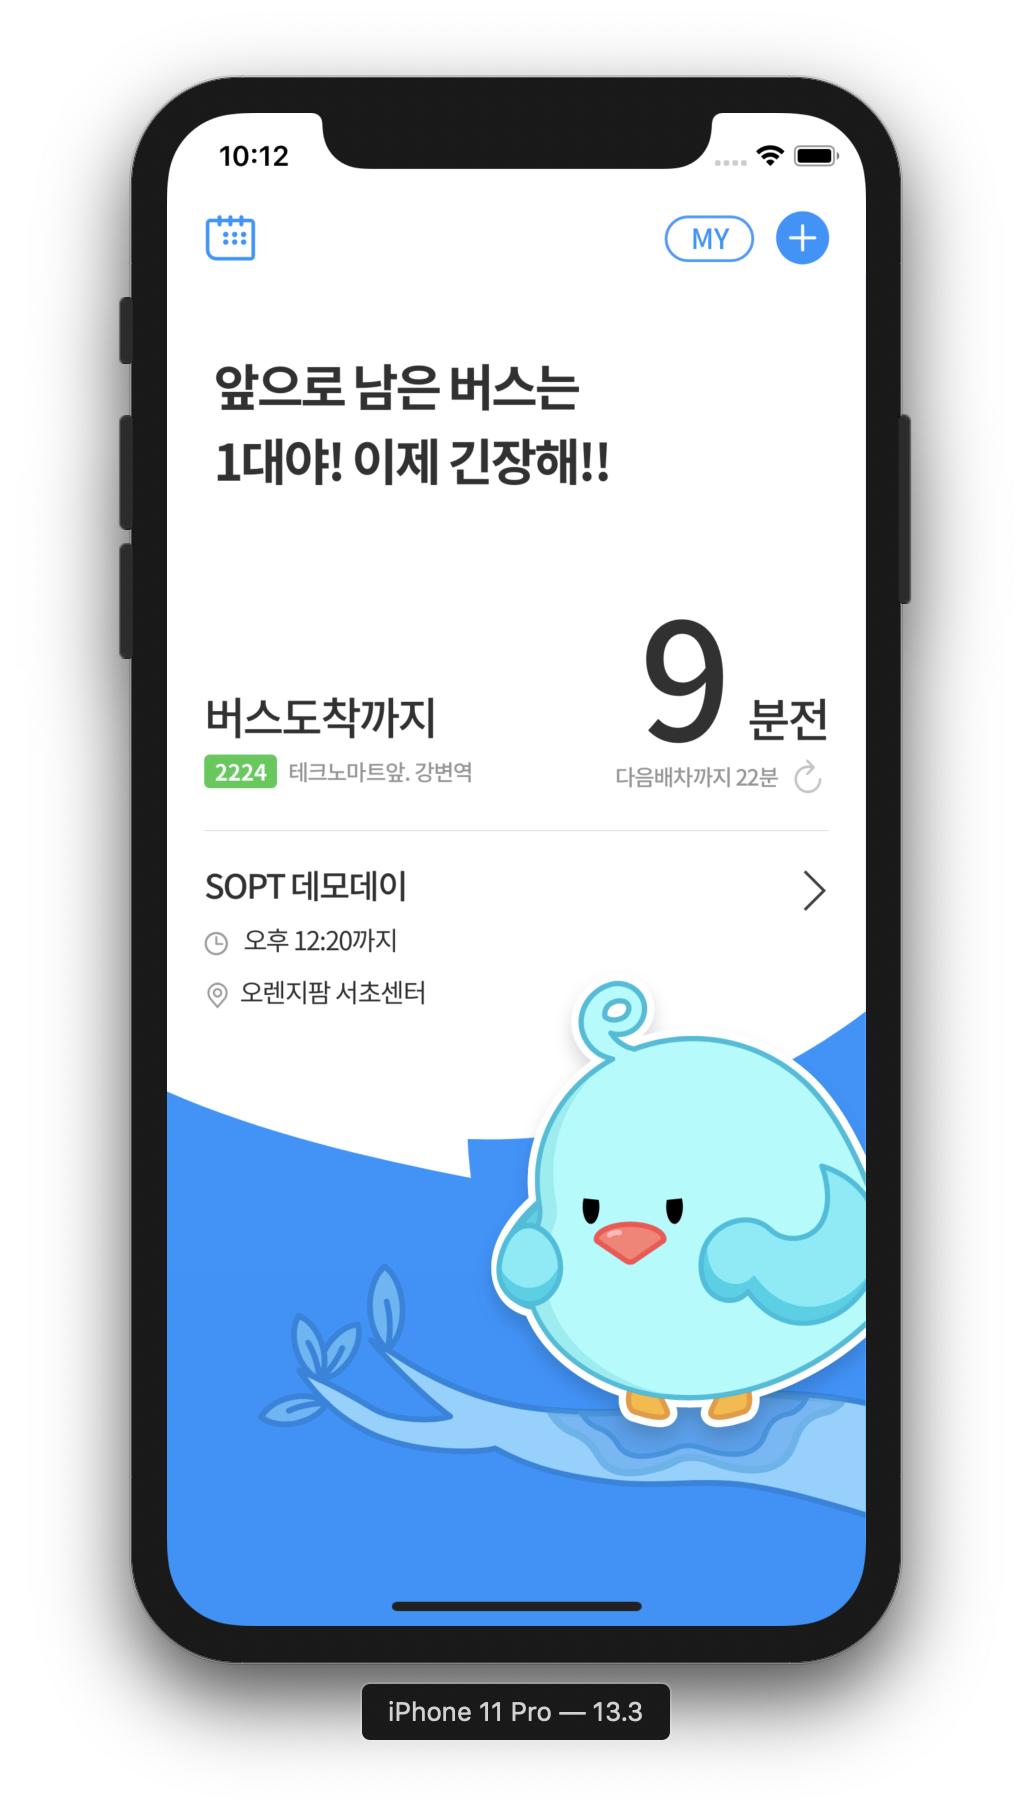 10:12
MY
앞으로 남은 버스는
1대야! 이제 긴장해!!
버스도착까지
9 분전
2224 테크노마트앞. 강변역
다음배차까지 22분
SOPT 데모데이
오후 12:20까지
오렌지팜 서초센터
iPhone 11 Pro — 13.3